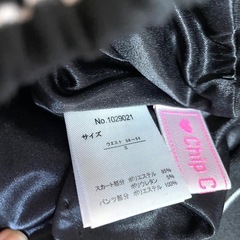 No.1029021
サイズ
ウエスト 58~64
S
スカート部分 ポリエステル 95%
ポリウレタン 5%
パンツ部分 ポリエステル 100%
Chip C